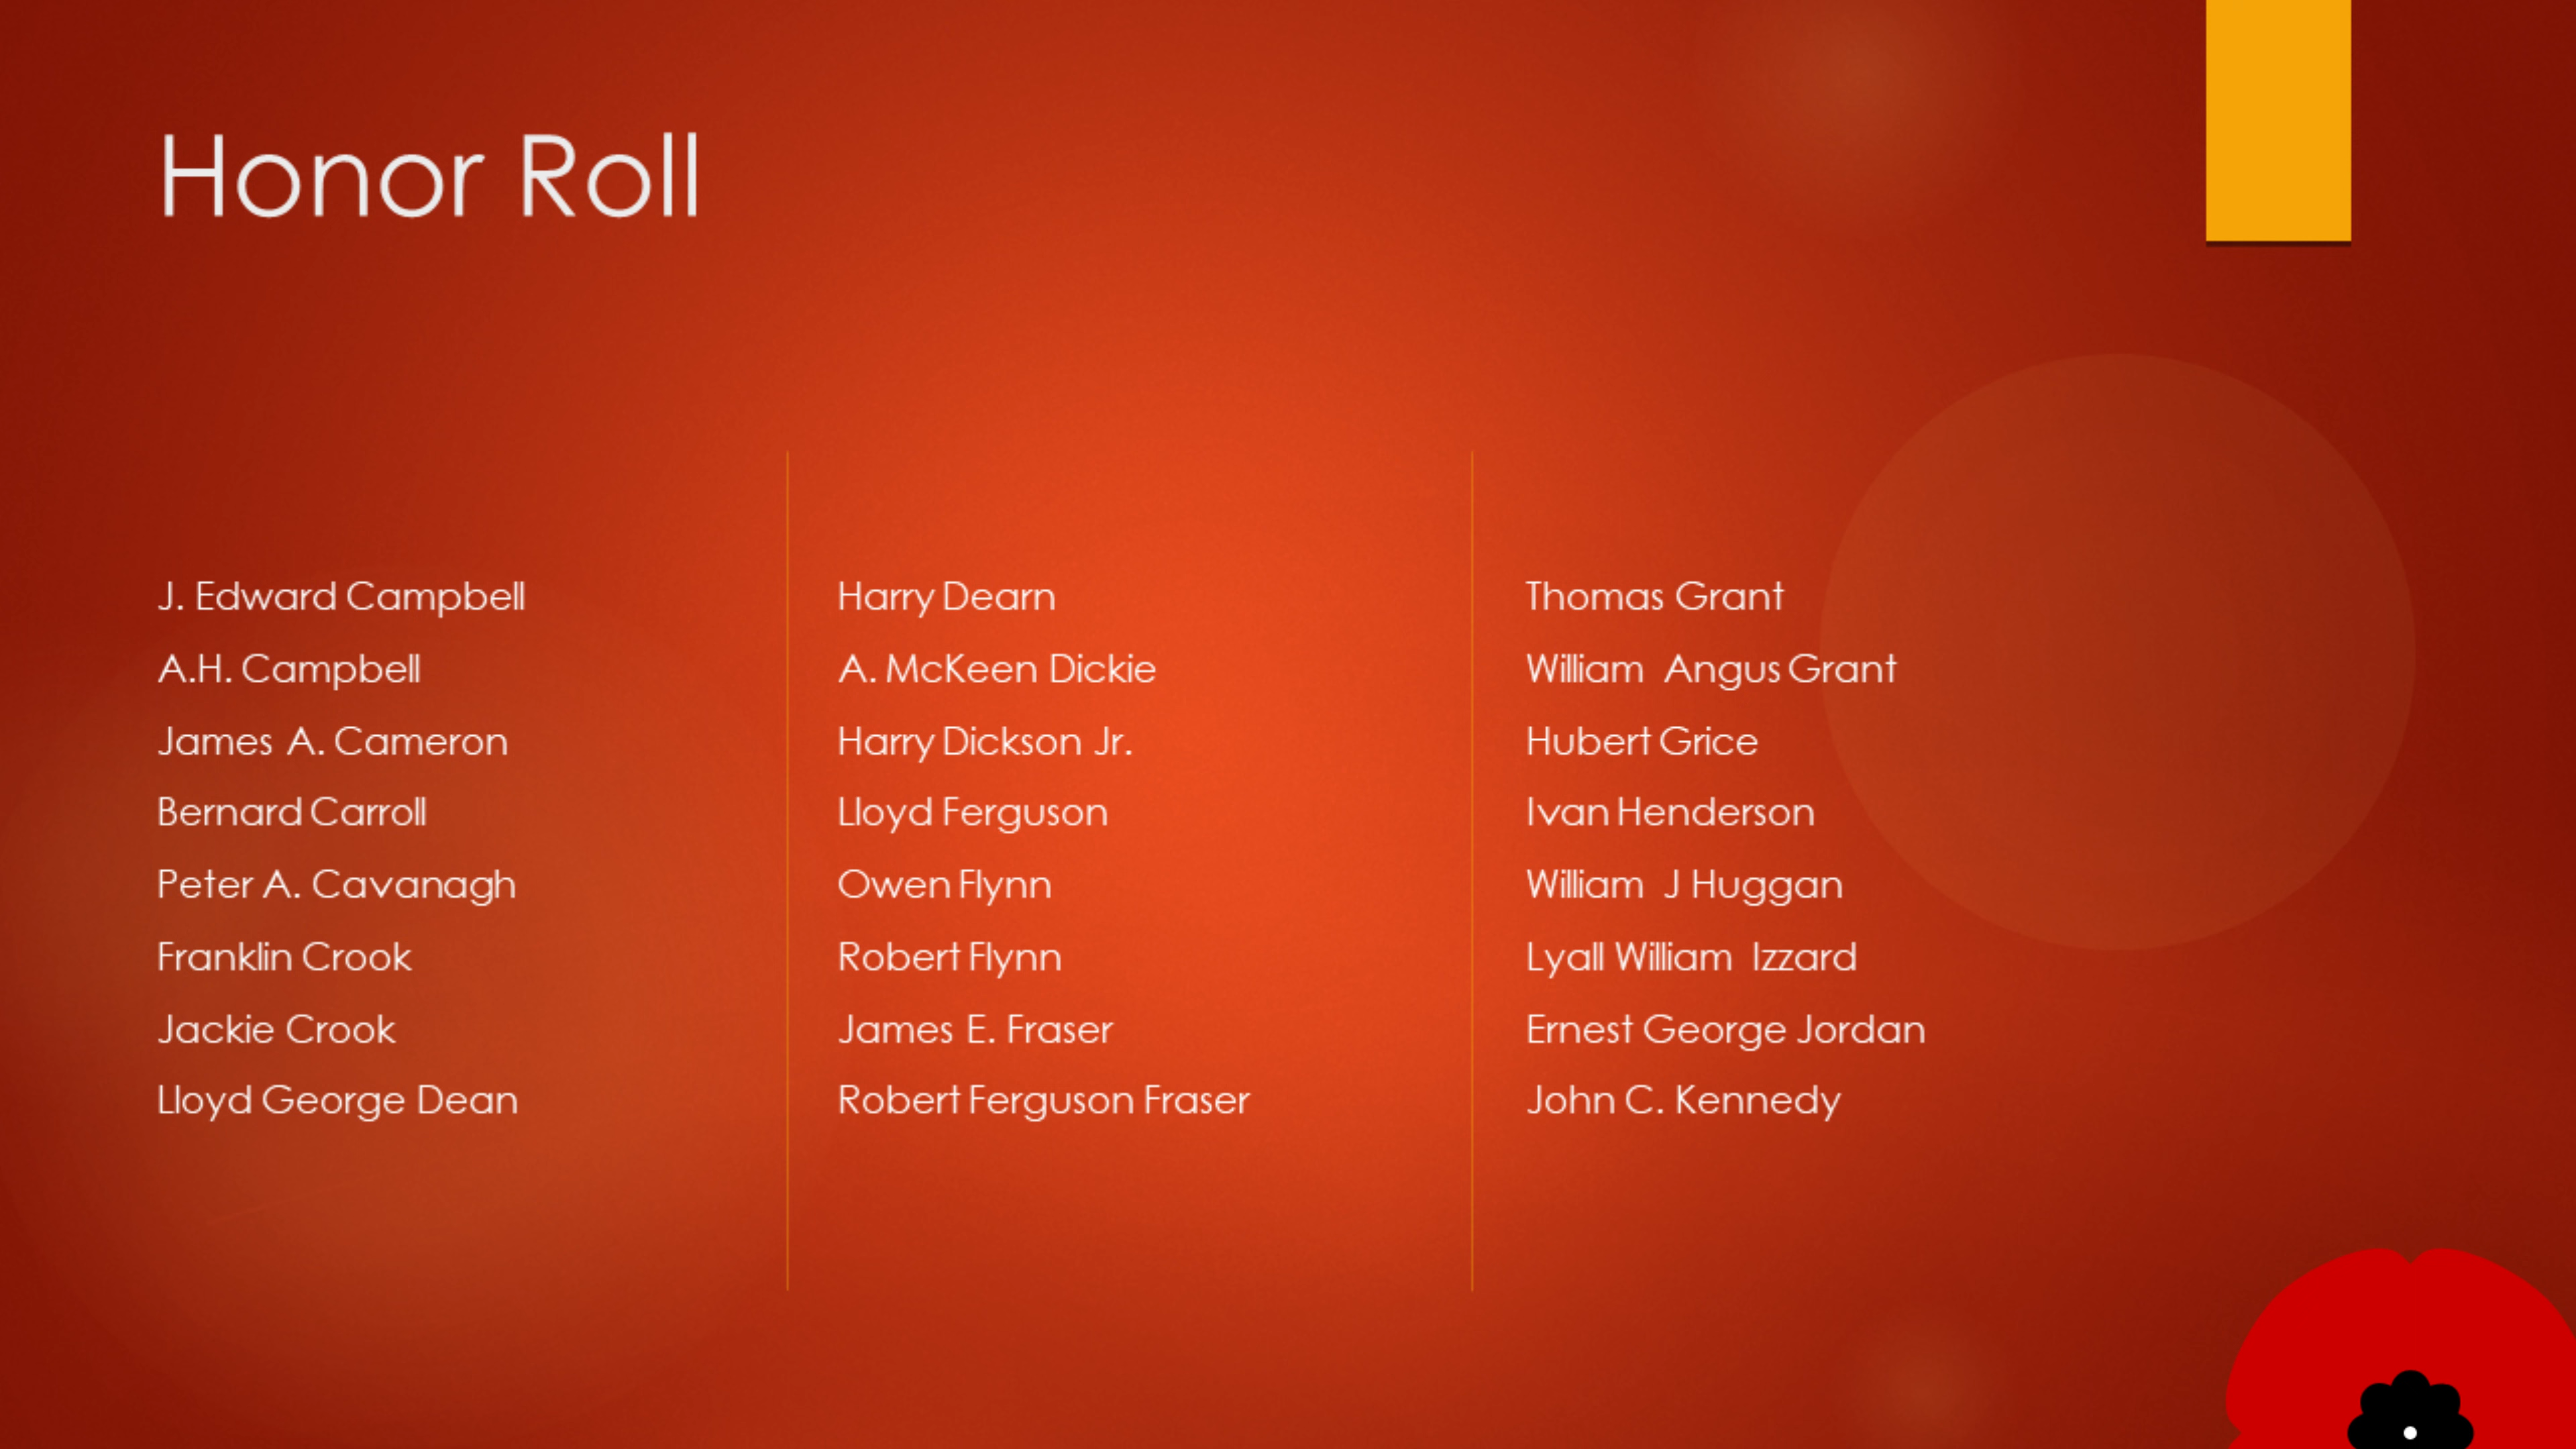 Honor Roll
J. Edward Campbell
A.H. Campbell
James A. Cameron
Bernard Carroll
Peter A. Cavanagh
Franklin Crook
Jackie Crook
Lloyd George Dean
Harry Dearn
A. McKeen Dickie
Harry Dickson Jr.
Lloyd Ferguson
Owen Flynn
Robert Flynn
James E. Fraser
Robert Ferguson Fraser
Thomas Grant
William Angus Grant
Hubert Grice
Ivan Henderson
William J Huggan
Lyall William Izzard
Ernest George Jordan
John C. Kennedy